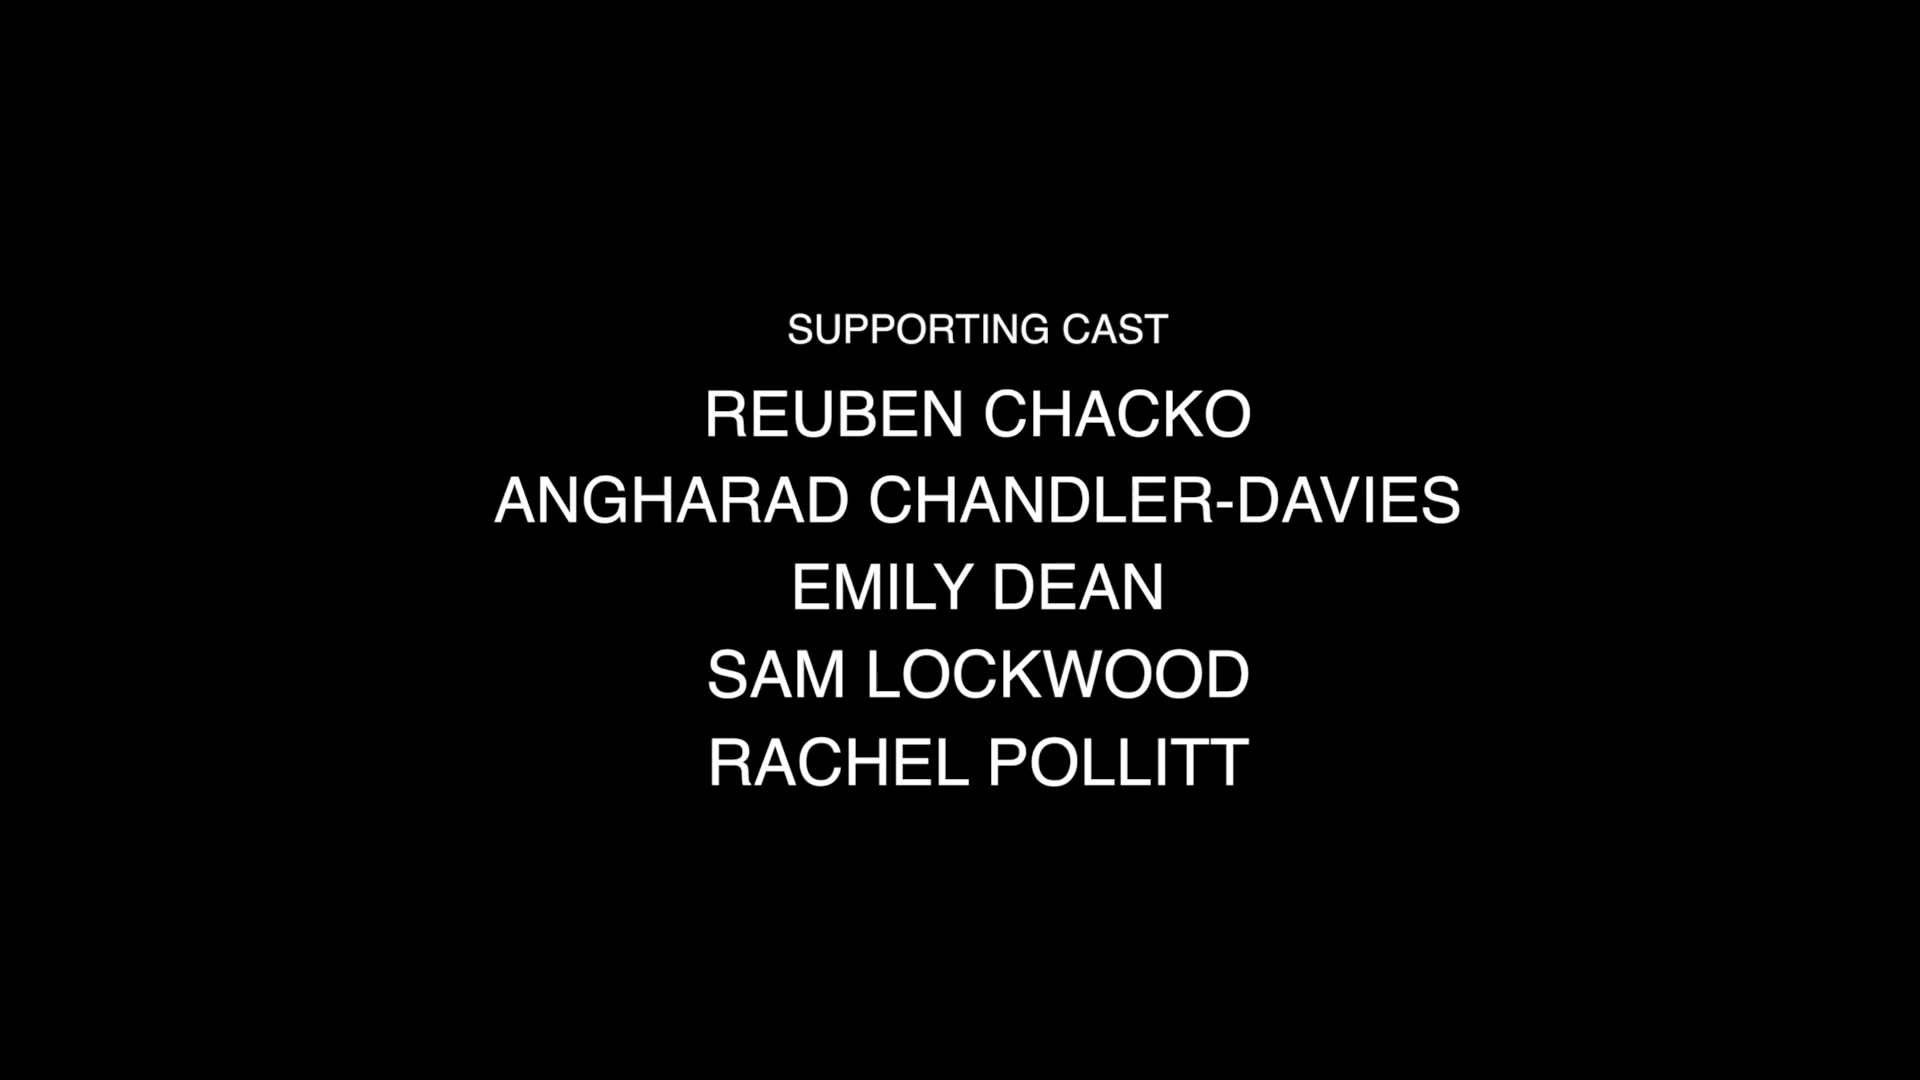 SUPPORTING CAST
REUBEN CHACKO
ANGHARAD CHANDLER-DAVIES
EMILY DEAN
SAM LOCKWOOD
RACHEL POLLITT